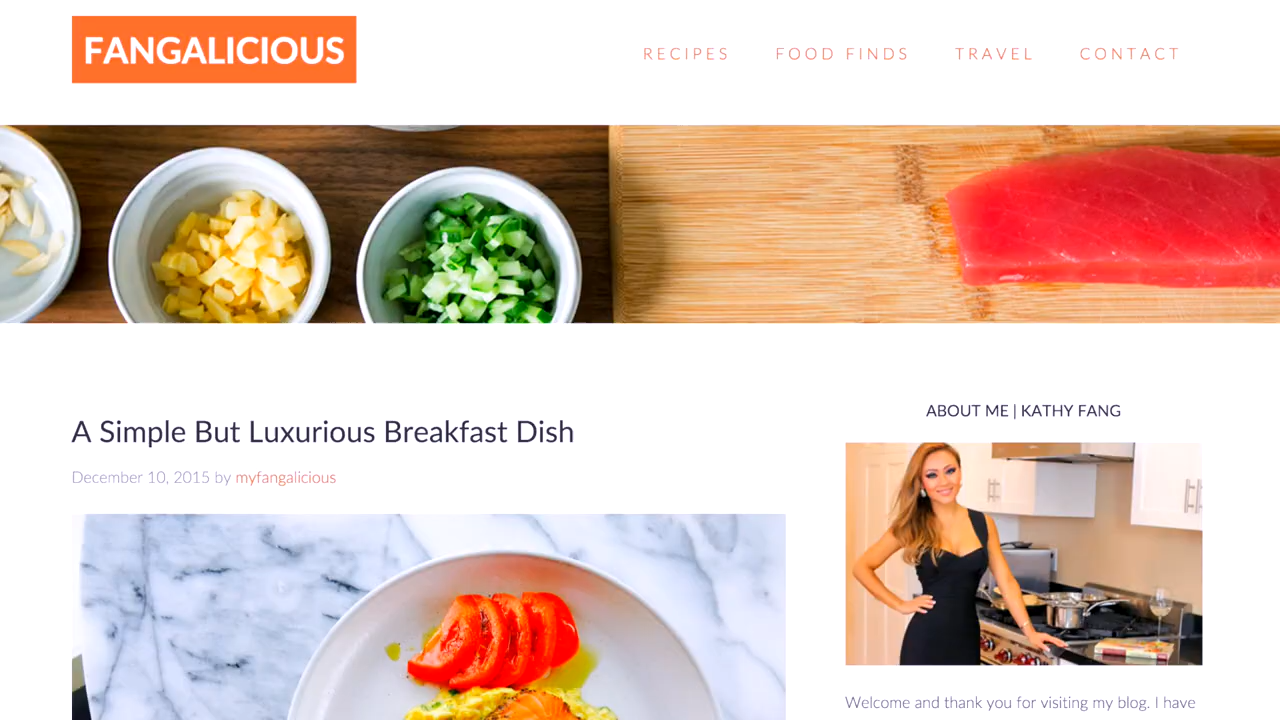 FANGALICIOUS
RECIPES FOOD FINDS TRAVEL CONTACT
A Simple But Luxurious Breakfast Dish
December 10, 2015 by myfangalicious
ABOUT ME | KATHY FANG
Welcome and thank you for visiting my blog. I have